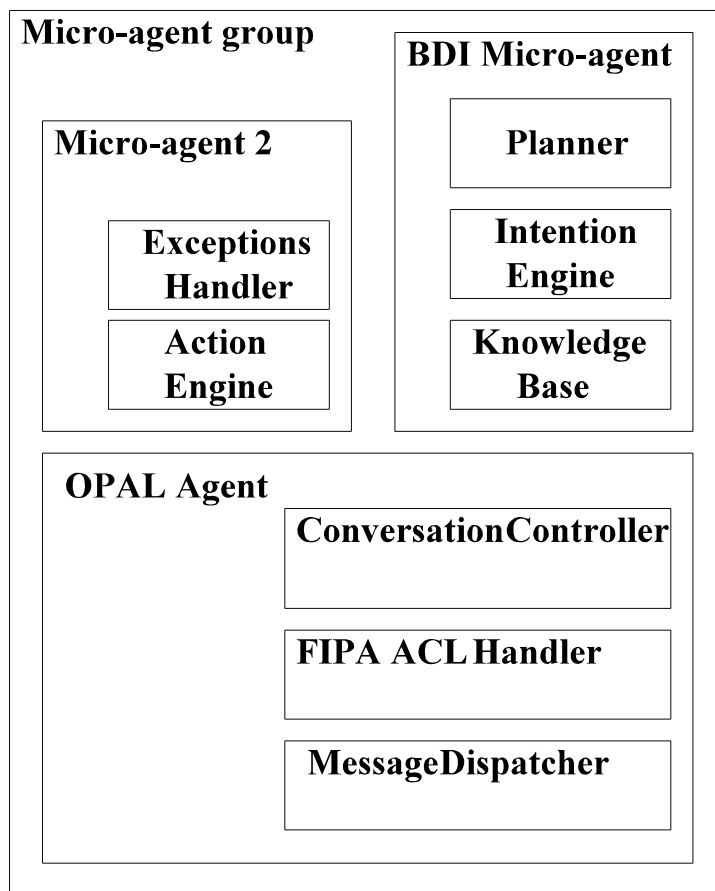 Micro-agent group
BDI Micro-agent
Planner
Intention
Engine
Knowledge
Base
Micro-agent 2
Exceptions
Handler
Action
Engine
OPAL Agent
ConversationController
FIPA ACL Handler
MessageDispatcher